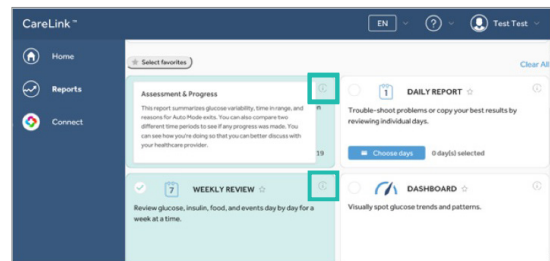 CareLink™
EN
?
Test Test
Home
Reports
Connect
Select favorites
Clear All
Assessment & Progress
This report summarizes glucose variability, time in range, and
reasons for Auto Mode exits. You can also compare two
different time periods to see if any progress was made. You
can see how you're doing so that you can better discuss with
your healthcare provider.
n
19
1
DAILY REPORT
Trouble-shoot problems or copy your best results by
reviewing individual days.
Choose days
0 day(s) selected
7
WEEKLY REVIEW
Review glucose, insulin, food, and events day by day for a
week at a time.
DASHBOARD
Visually spot glucose trends and patterns.